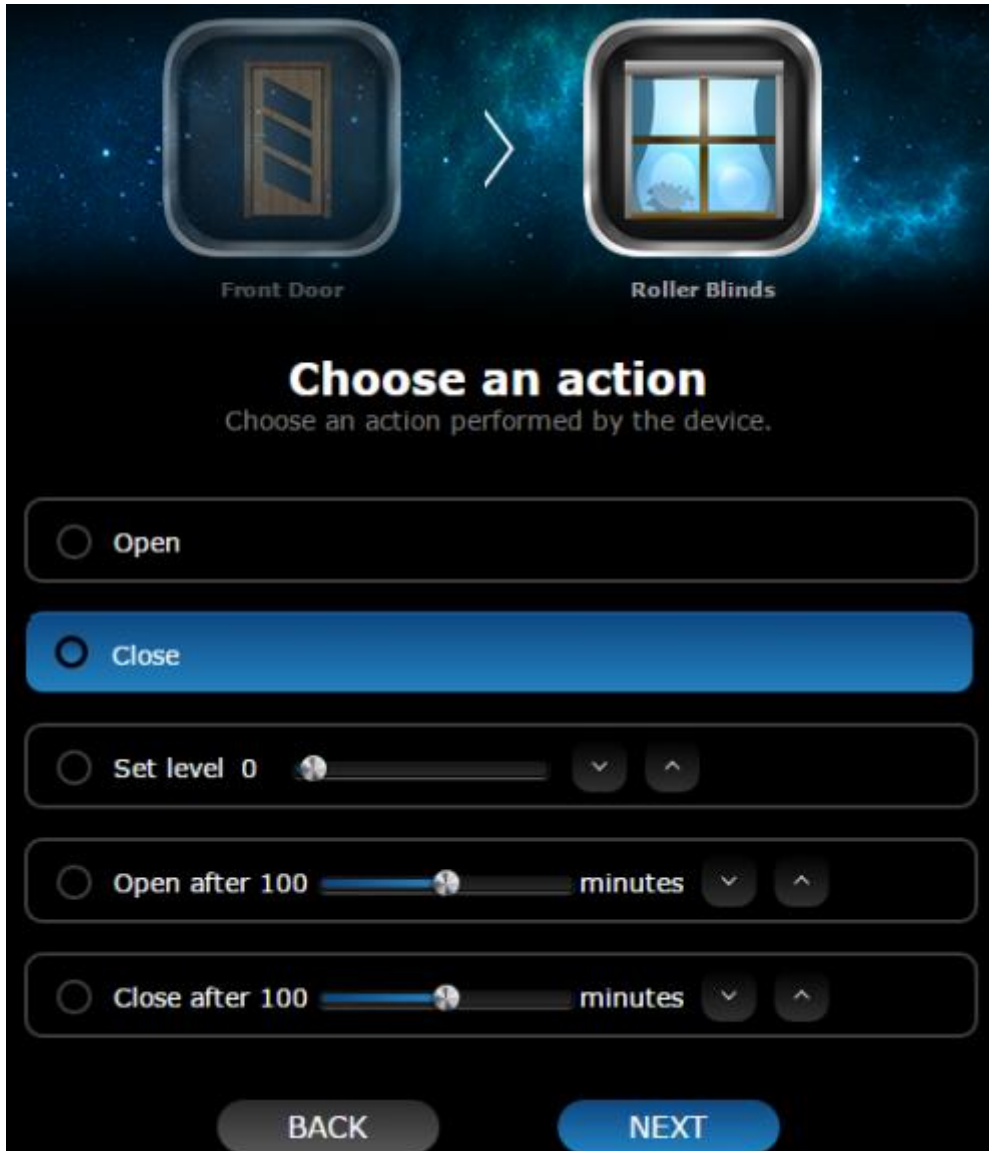 Front Door
Roller Blinds
Choose an action
Choose an action performed by the device.
Open
Close
Set level 0
Open after 100 minutes
Close after 100 minutes
BACK
NEXT